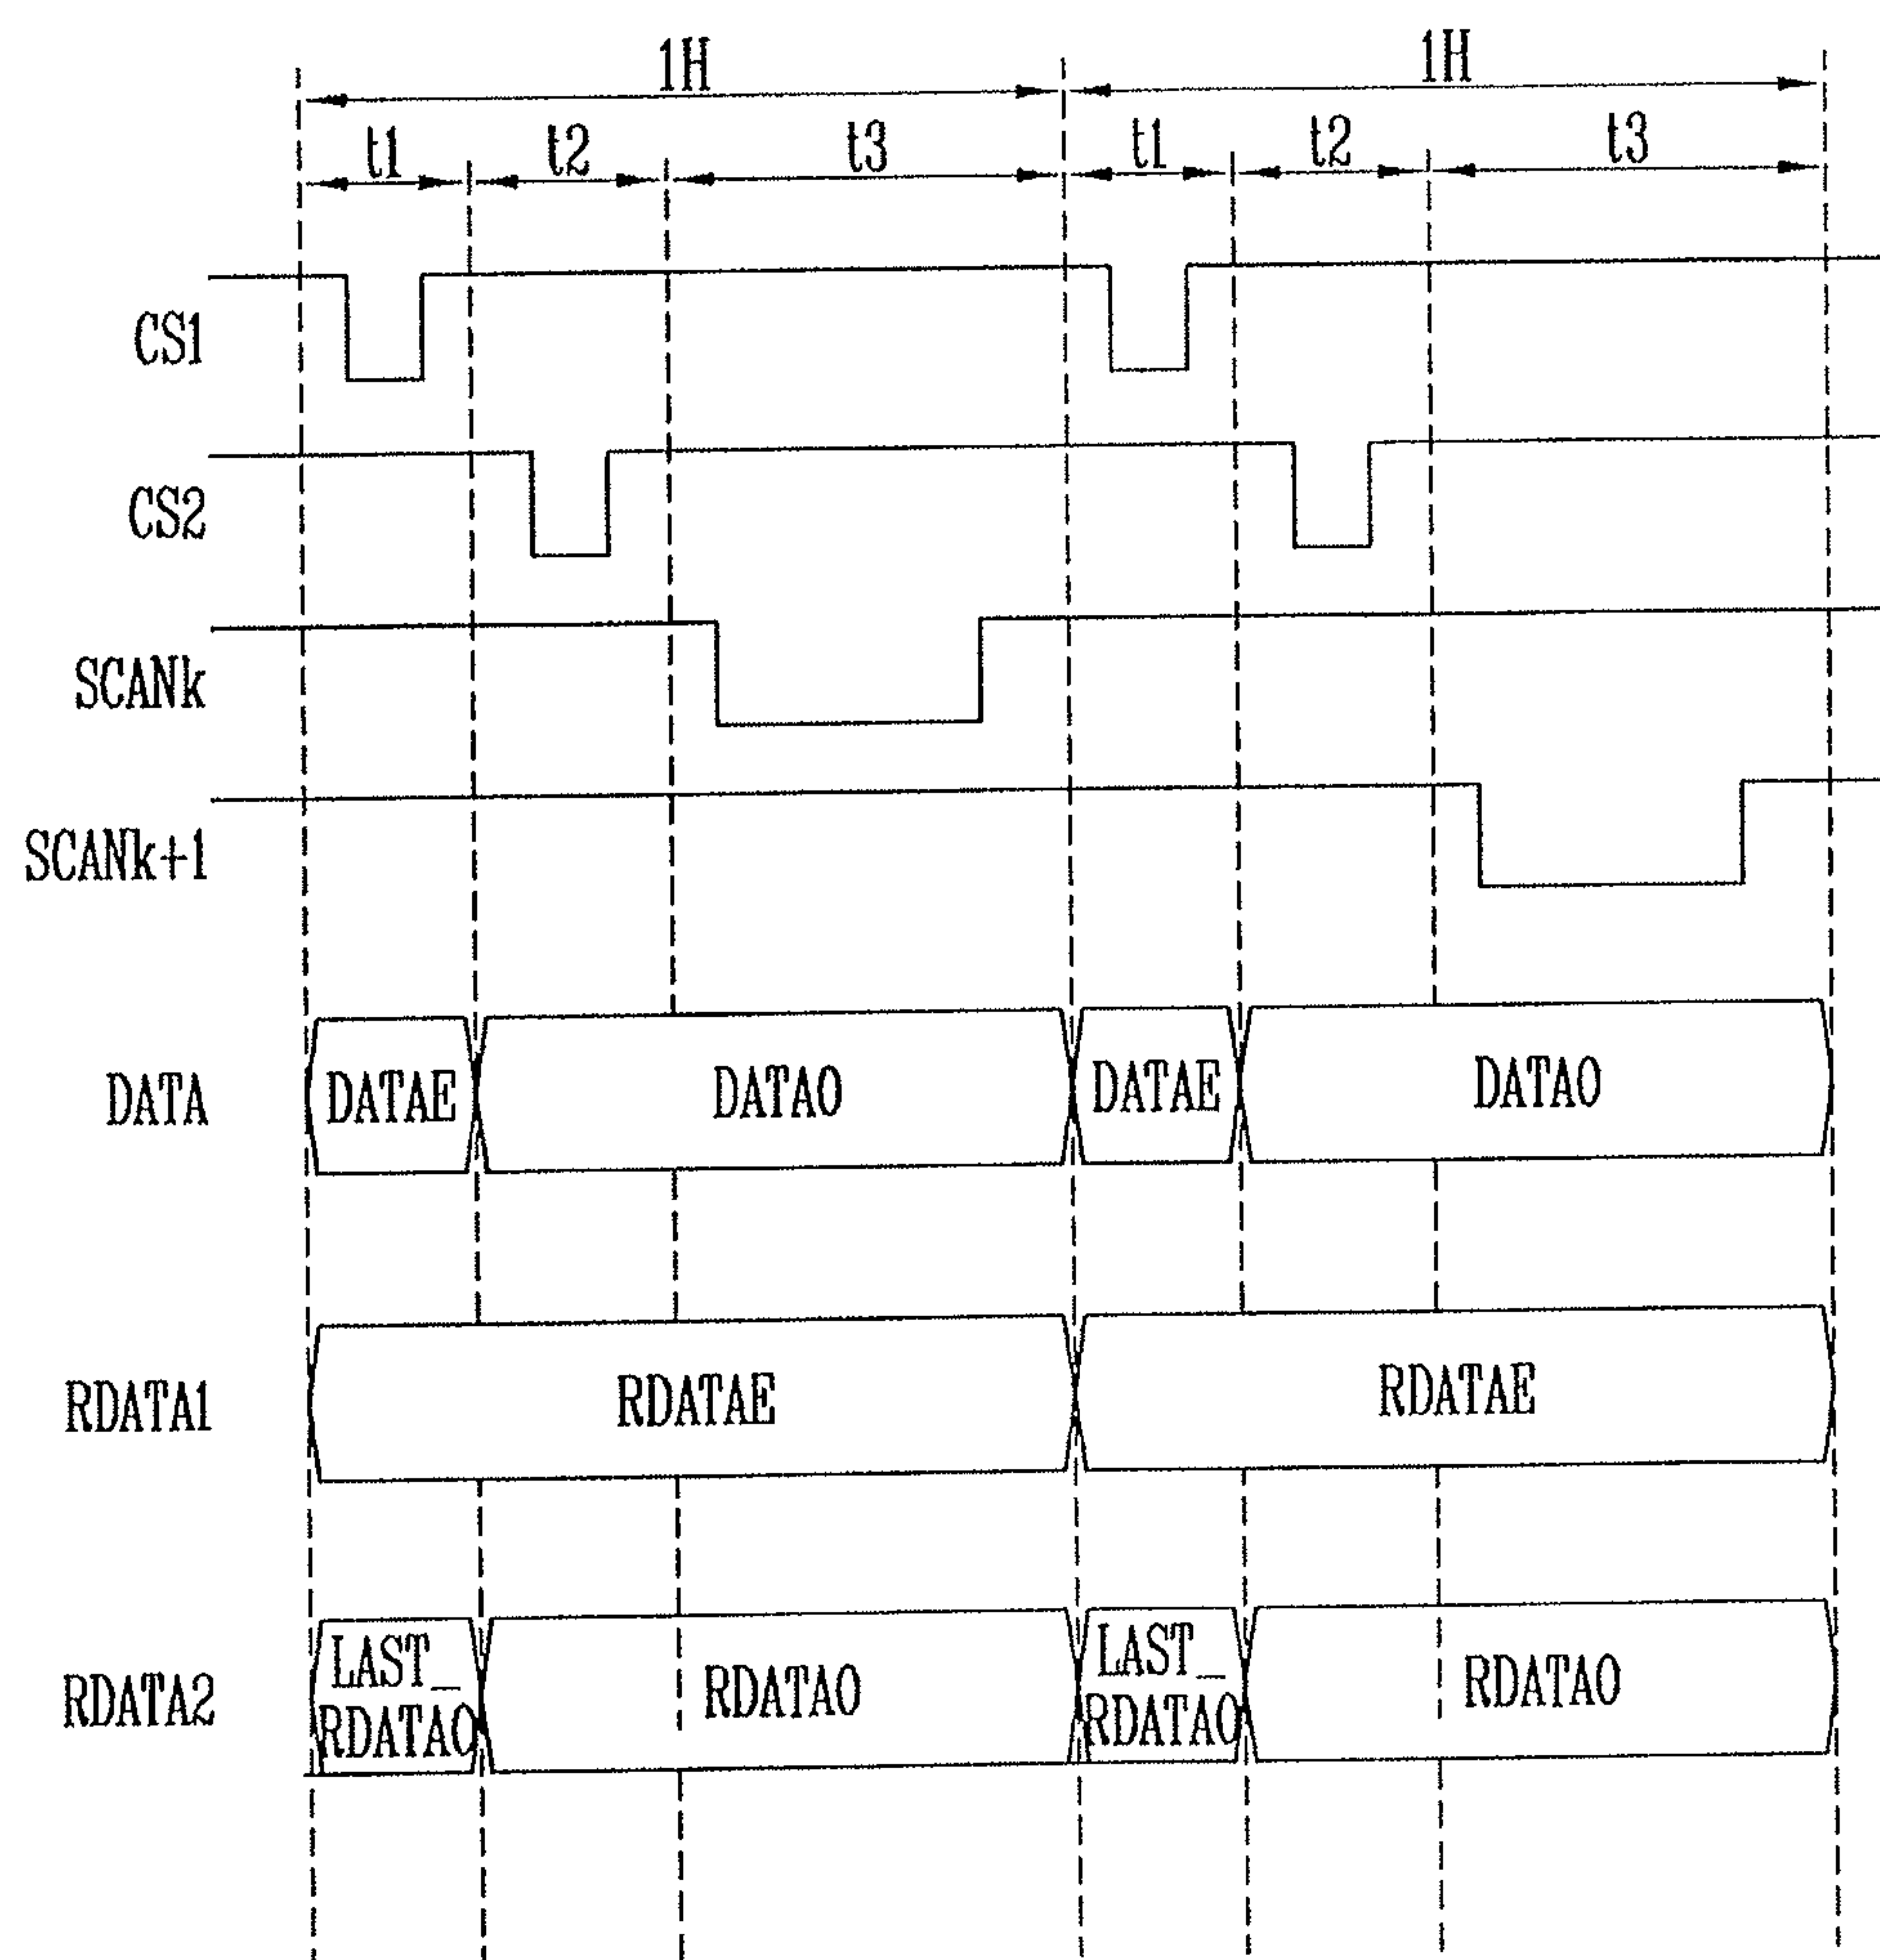 1H 1H
t1 t2 t3 t1 t2 t3
CS1
CS2
SCANk
SCANk+1
DATA DATAE DATAO DATAE DATAO
RDATA1 RDATAE RDATAE
LAST_ LAST_
RDATA2 RDATAO RDATAO RDATAO RDATAO